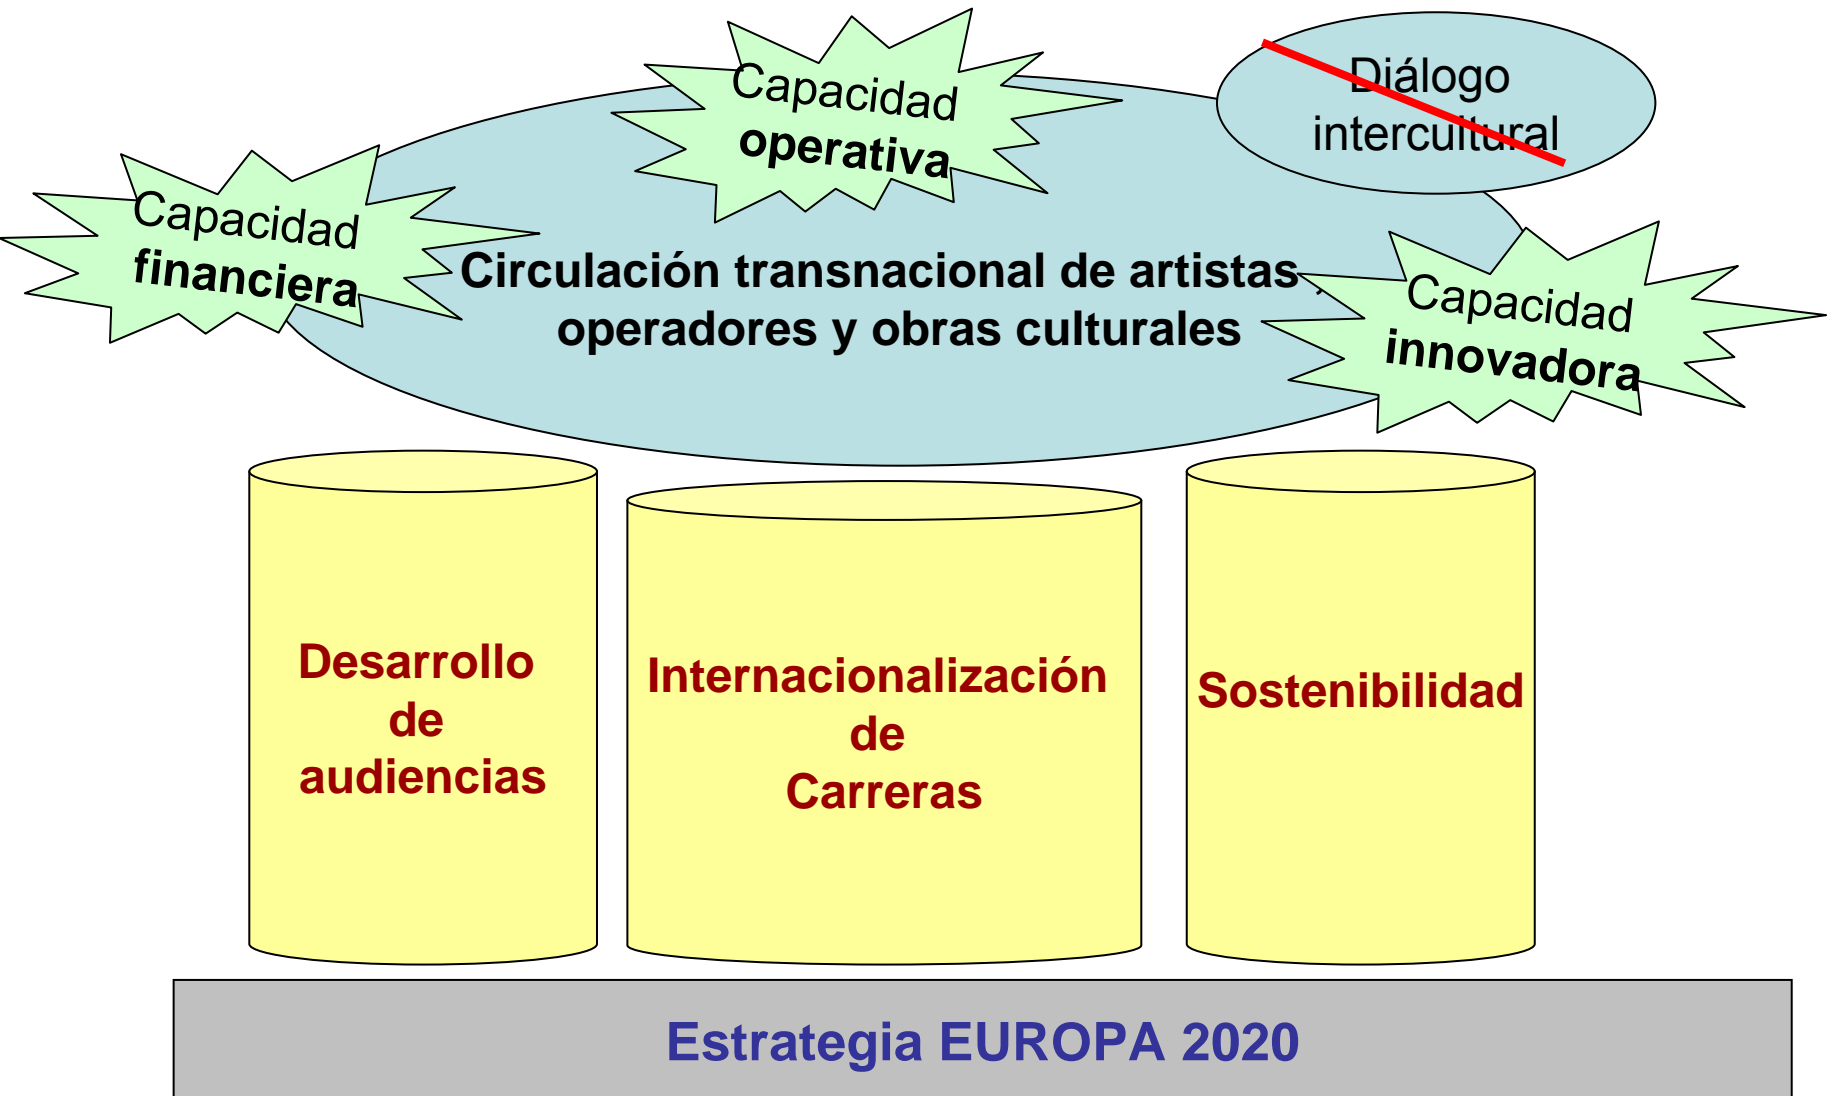 Capacidad
operativa
Diálogo
intercultural
Capacidad
financiera
Circulación transnacional de artistas
operadores y obras culturales
Capacidad
innovadora
Desarrollo
de
audiencias
Internacionalización
de
Carreras
Sostenibilidad
Estrategia EUROPA 2020